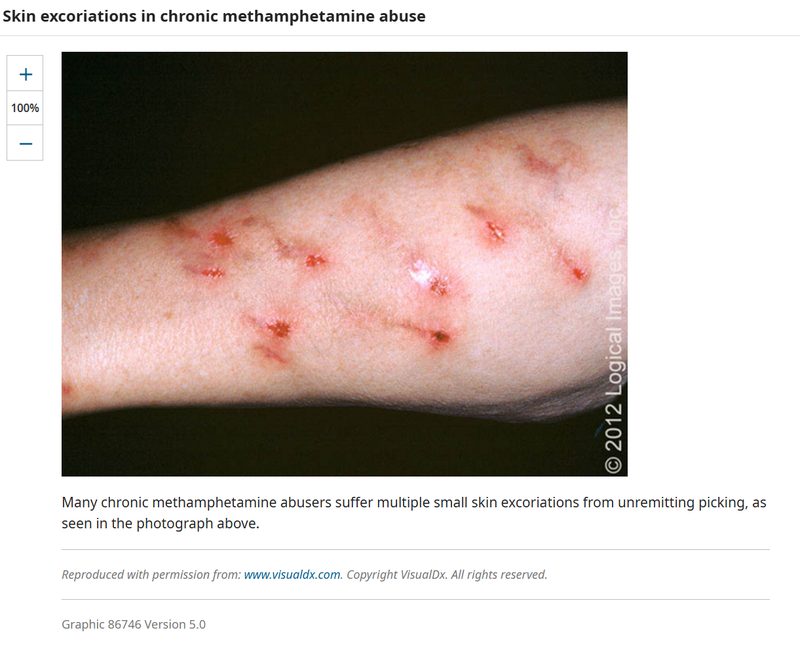 Skin excoriations in chronic methamphetamine abuse
+
100%
−
© 2012 Logical Images, Inc.
Many chronic methamphetamine abusers suffer multiple small skin excoriations from unremitting picking, as
seen in the photograph above.
Reproduced with permission from: www.visualdx.com. Copyright VisualDx. All rights reserved.
Graphic 86746 Version 5.0